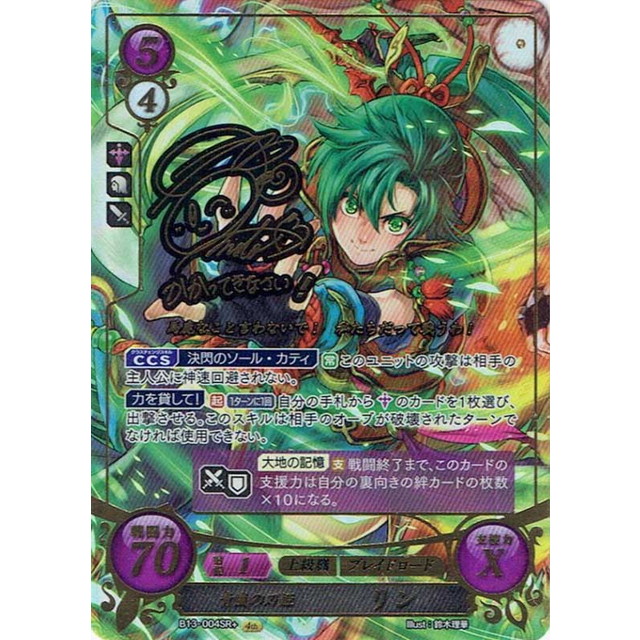 5
4
かかってきなさい!
CCS 決閃のソール・カティ 常 このユニットの攻撃は相手の
主人公に神速回避されない。
力を貸して! 起 1ターンに1回 自分の手札から のカードを1枚選び、
出撃させる。このスキルは相手のオーブが破壊されたターンで
なければ使用できない。
大地の記憶 支 戦闘終了まで、このカードの
支援力は自分の裏向きの絆カードの枚数
×10になる。
戦闘力
70
1
上級職
ブレイドロード
支援力
X
リン
B13-004SR+
4th
Illust:鈴木理華